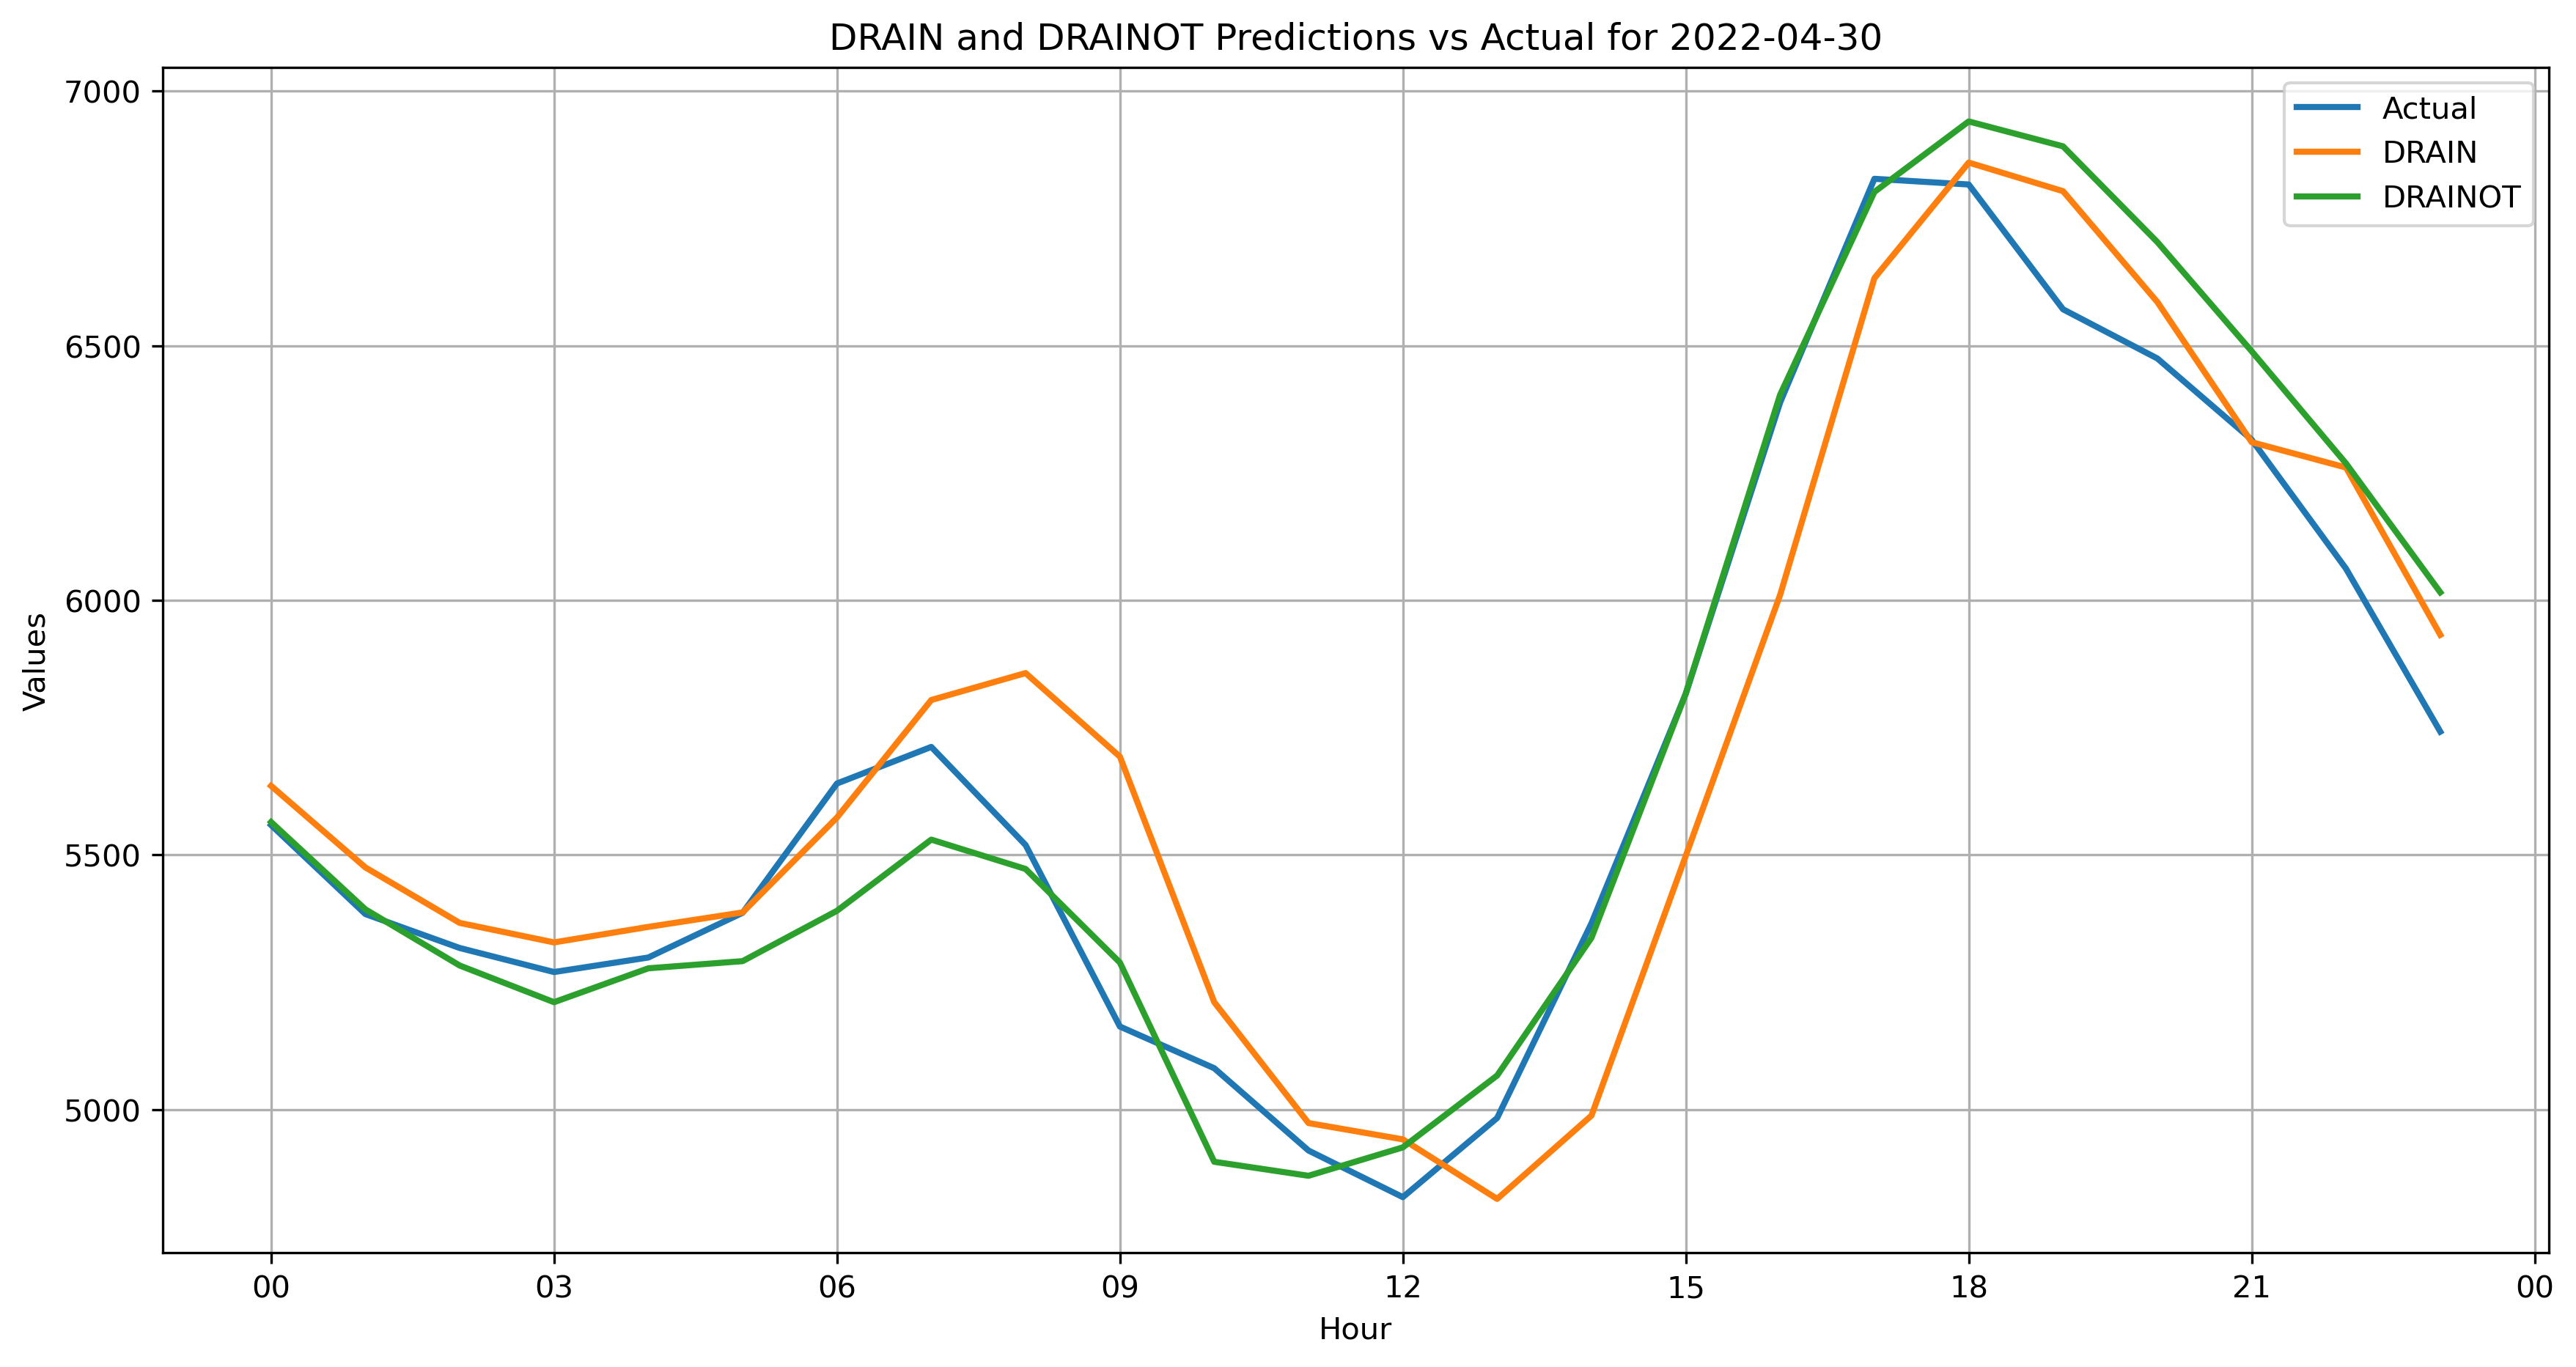 DRAIN and DRAINOT Predictions vs Actual for 2022-04-30
Actual
DRAIN
DRAINOT
Values
7000
6500
6000
5500
5000
00 03 06 09 12 15 18 21 00
Hour